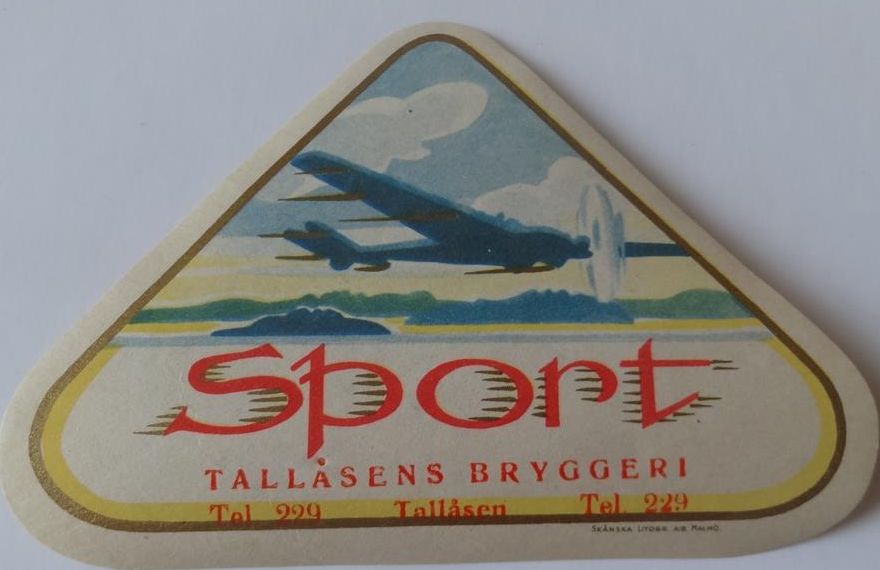 Sport
TALLÅSENS BRYGGERI
Tel 229 Tallåsen Tel. 229
SKÅNSKA LITOGR. A.B. MALMÖ.